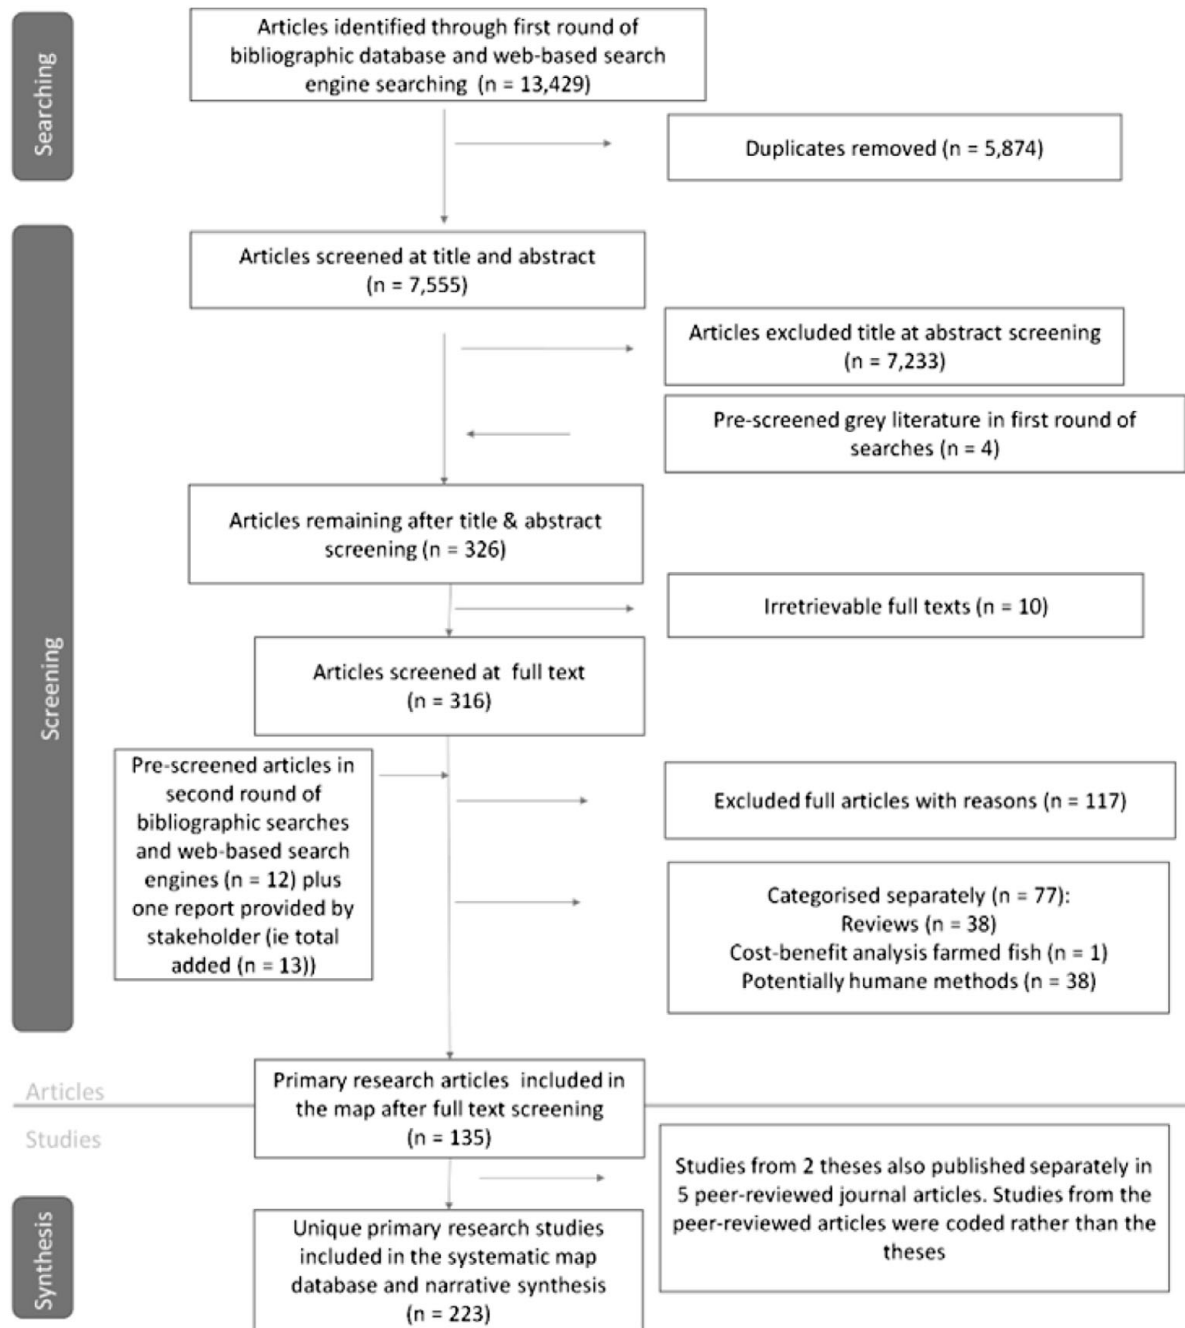 Searching
Articles identified through first round of
bibliographic database and web-based search
engine searching (n = 13,429)
Duplicates removed (n = 5,874)
Screening
Articles screened at title and abstract
(n = 7,555)
Articles excluded title at abstract screening
(n = 7,233)
Pre-screened grey literature in first round of
searches (n = 4)
Articles remaining after title & abstract
screening (n = 326)
Irretrievable full texts (n = 10)
Articles screened at full text
(n = 316)
Pre-screened articles in
second round of
bibliographic searches
and web-based search
engines (n = 12) plus
one report provided by
stakeholder (ie total
added (n = 13))
Excluded full articles with reasons (n = 117)
Categorised separately (n = 77):
Reviews (n = 38)
Cost-benefit analysis farmed fish (n = 1)
Potentially humane methods (n = 38)
Articles
Primary research articles included in
the map after full text screening
(n = 135)
Studies
Studies from 2 theses also published separately in
5 peer-reviewed journal articles. Studies from the
peer-reviewed articles were coded rather than the
theses
Synthesis
Unique primary research studies
included in the systematic map
database and narrative synthesis
(n = 223)